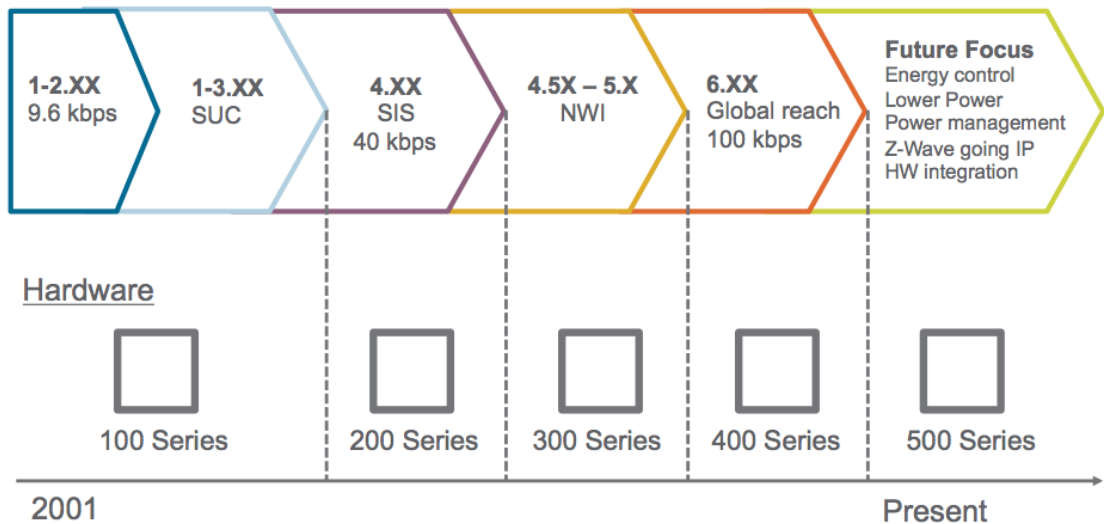 1-2.XX
9.6 kbps
1-3.XX
SUC
4.XX
SIS
40 kbps
4.5X – 5.X
NWI
6.XX
Global reach
100 kbps
Future Focus
Energy control
Lower Power
Power management
Z-Wave going IP
HW integration
Hardware
100 Series
200 Series
300 Series
400 Series
500 Series
2001
Present